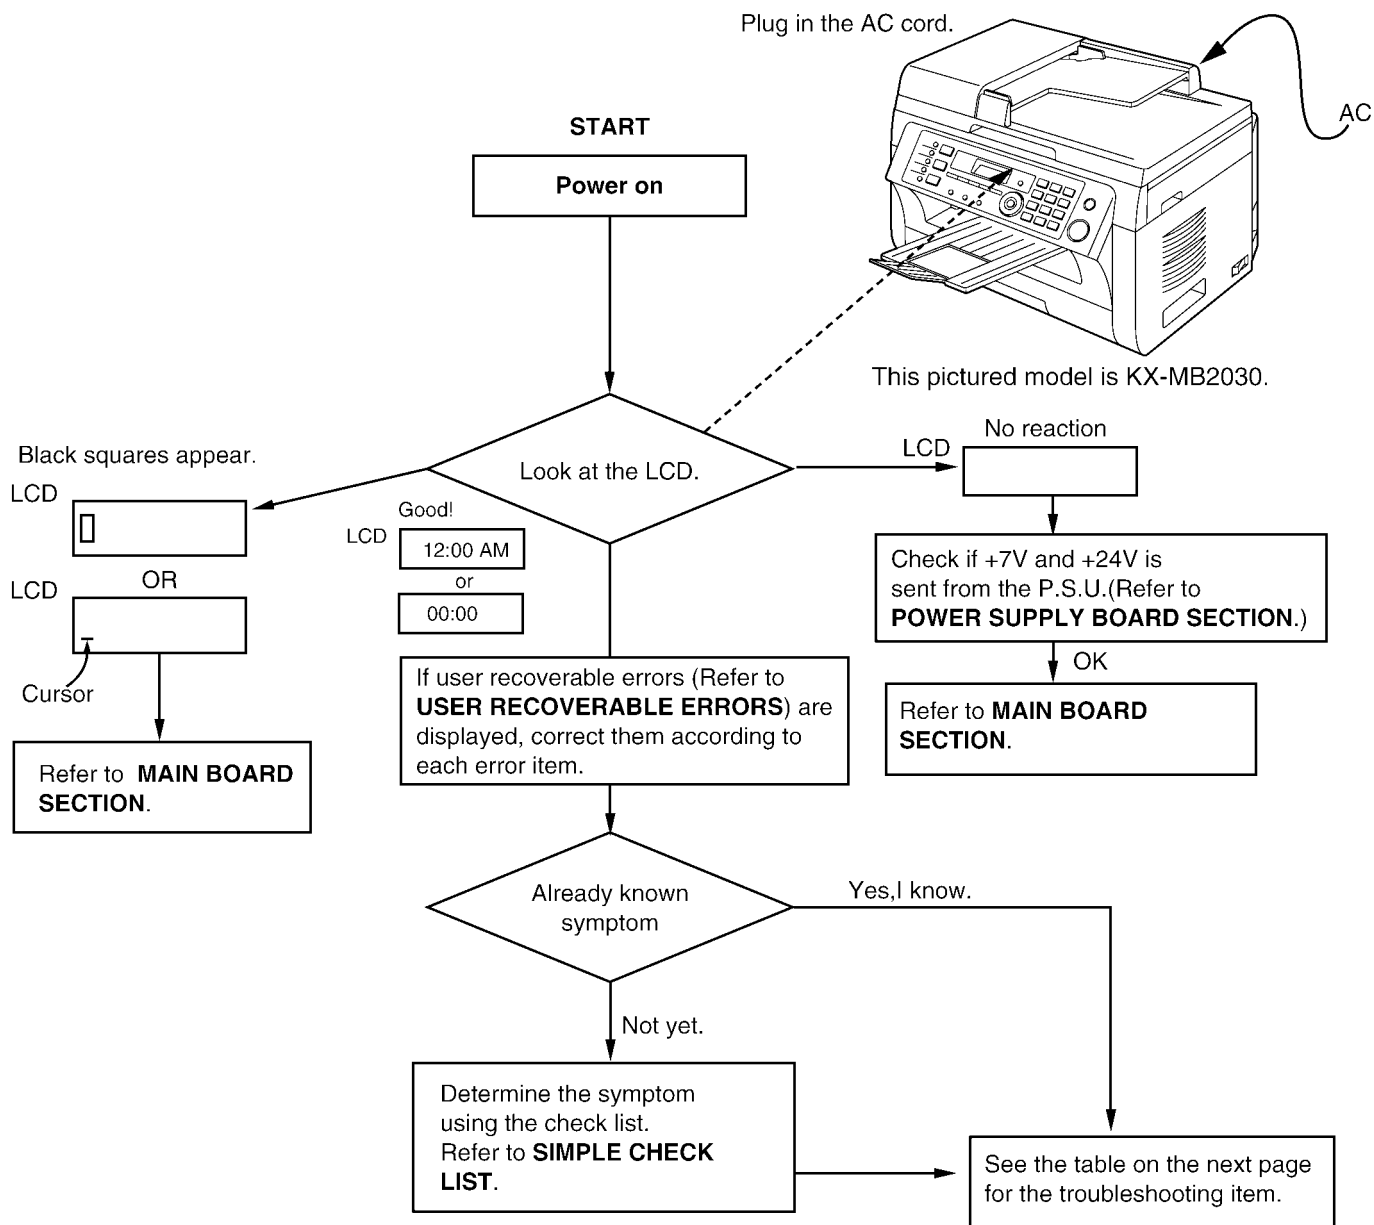 Plug in the AC cord.
AC
START
Power on
This pictured model is KX-MB2030.
Look at the LCD.
Black squares appear.
LCD
OR
LCD
Cursor
Refer to MAIN BOARD
SECTION.
Good!
LCD
12:00 AM
or
00:00
No reaction
LCD
Check if +7V and +24V is
sent from the P.S.U.(Refer to
POWER SUPPLY BOARD SECTION.)
OK
Refer to MAIN BOARD
SECTION.
If user recoverable errors (Refer to
USER RECOVERABLE ERRORS) are
displayed, correct them according to
each error item.
Already known
symptom
Yes,I know.
Not yet.
Determine the symptom
using the check list.
Refer to SIMPLE CHECK
LIST.
See the table on the next page
for the troubleshooting item.